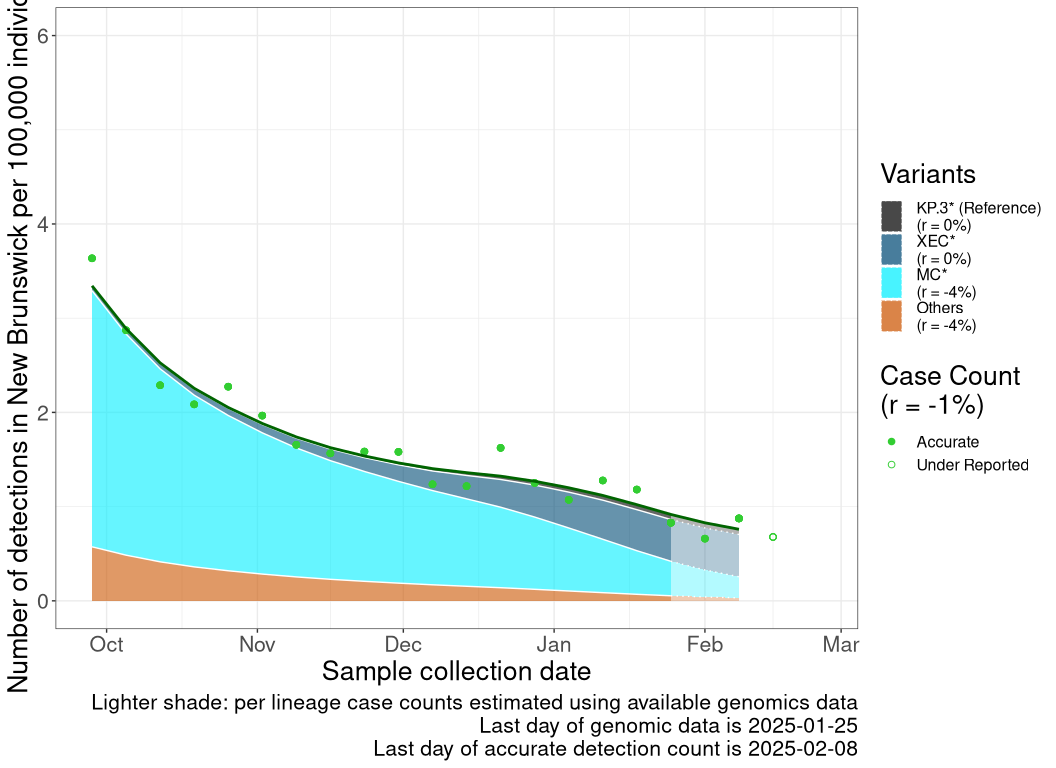 Number of detections in New Brunswick per 100,000
6
4
2
0
Oct Nov Dec Jan Feb Mar
Sample collection date
Lighter shade: per lineage case counts estimated using available genomics data
Last day of genomic data is 2025-01-25
Last day of accurate detection count is 2025-02-08
Variants
KP.3* (Reference)
(r = 0%)
XEC*
(r = 0%)
MC*
(r = -4%)
Others
(r = -4%)
Case Count
(r = -1%)
Accurate
Under Reported